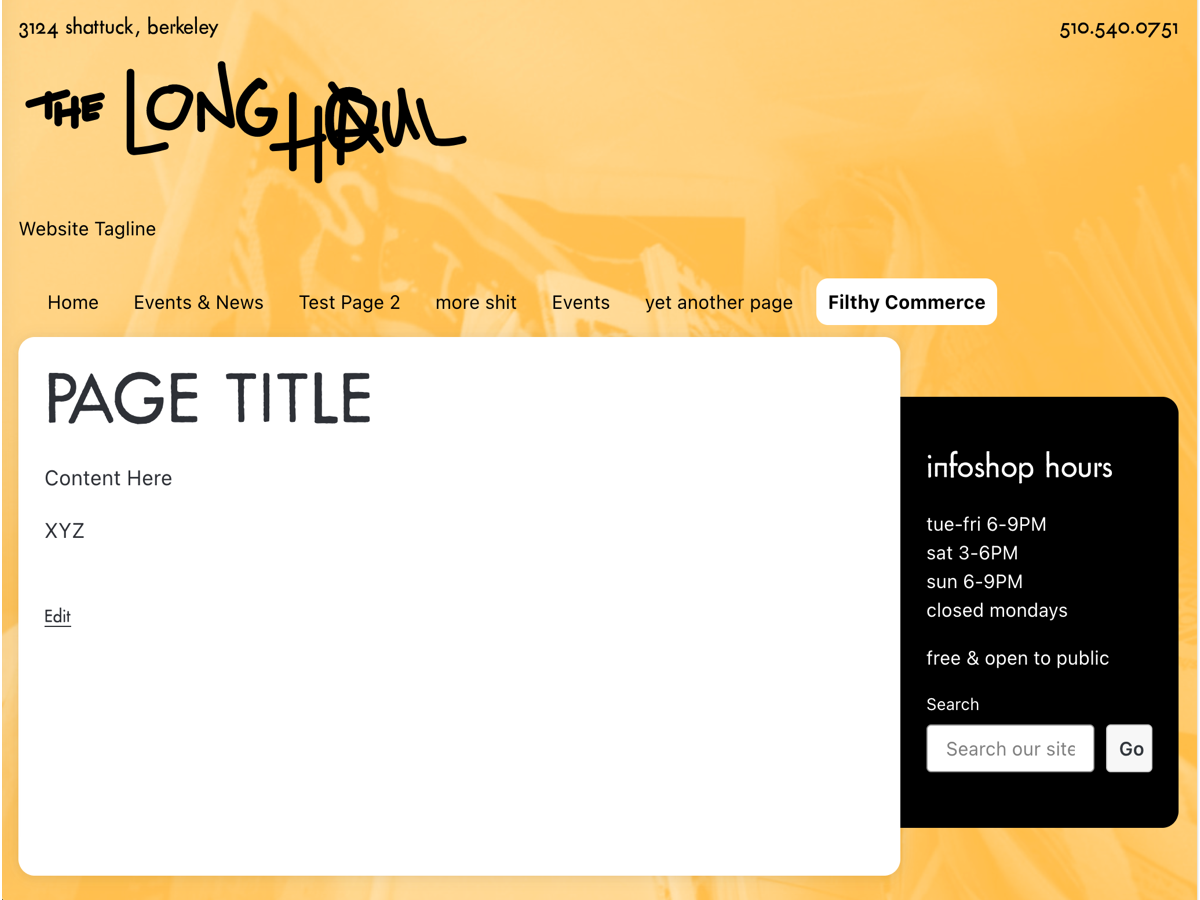 3124 shattuck, berkeley
510.540.0751
THE LONG HAUL
Website Tagline
Home Events & News Test Page 2 more shit Events yet another page Filthy Commerce
PAGE TITLE
Content Here
XYZ
Edit
infoshop hours
tue-fri 6-9PM
sat 3-6PM
sun 6-9PM
closed mondays
free & open to public
Search
Search our site
Go